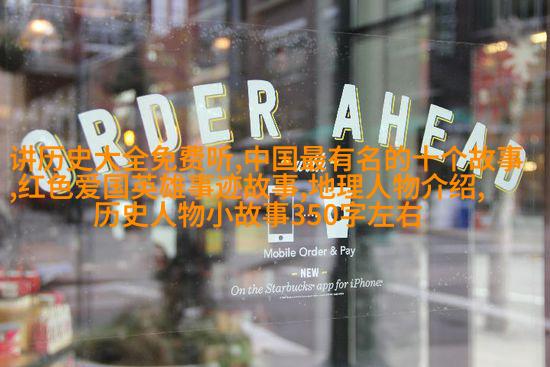 ORDER AHEAD
讲历史大全免费听,中国最有名的十个故事
,红色爱国英雄事迹故事,地理人物介绍,
历史人物小故事350字左右
Mobile Order & Pay
– NEW –
On the Starbucks® app for iPhone®